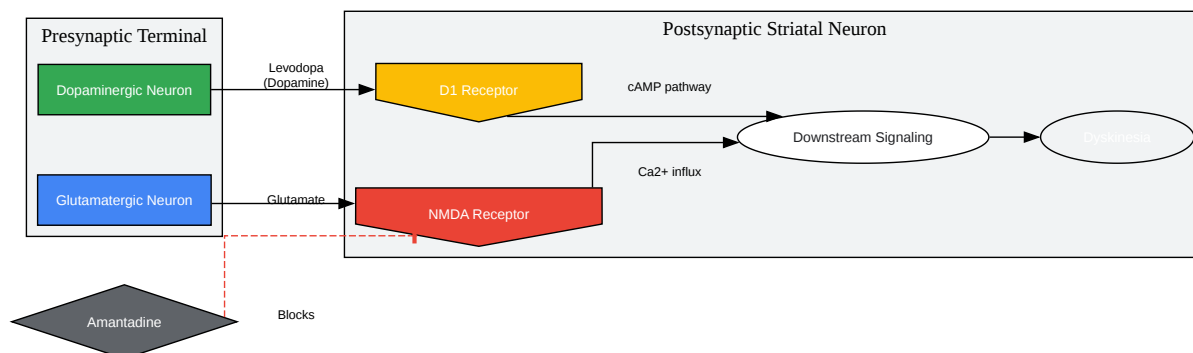 Presynaptic Terminal
Postsynaptic Striatal Neuron
Dopaminergic Neuron
Levodopa
(Dopamine)
D1 Receptor
cAMP pathway
Downstream Signaling
Dyskinesia
Glutamatergic Neuron
Glutamate
NMDA Receptor
Ca2+ influx
Amantadine
Blocks